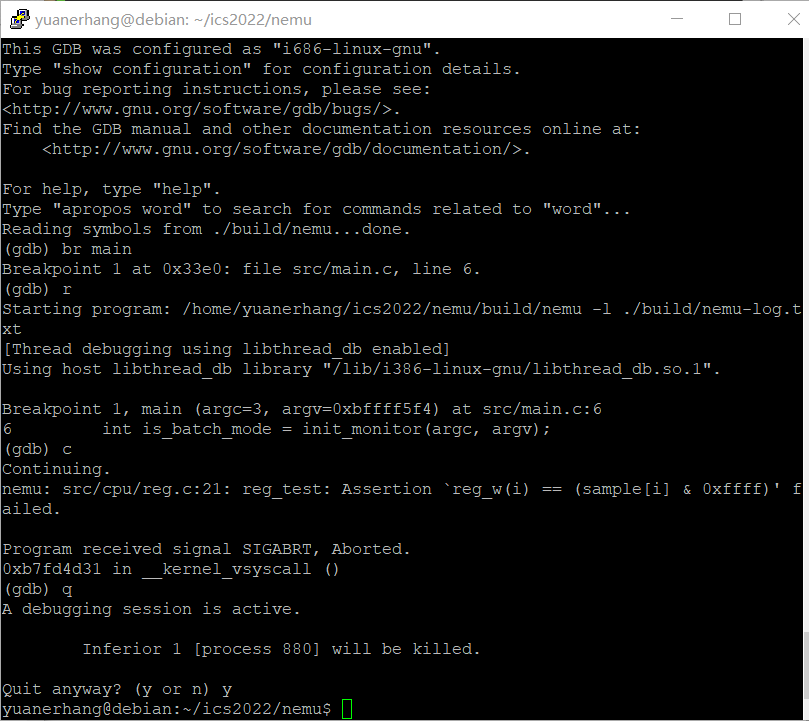 yuanerhang@debian: ~/ics2022/nemu
This GDB was configured as "i686-linux-gnu".
Type "show configuration" for configuration details.
For bug reporting instructions, please see:
<http://www.gnu.org/software/gdb/bugs/>.
Find the GDB manual and other documentation resources online at:
    <http://www.gnu.org/software/gdb/documentation/>.
For help, type "help".
Type "apropos word" to search for commands related to "word"...
Reading symbols from ./build/nemu...done.
(gdb) br main
Breakpoint 1 at 0x33e0: file src/main.c, line 6.
(gdb) r
Starting program: /home/yuanerhang/ics2022/nemu/build/nemu -l ./build/nemu-log.t
xt
[Thread debugging using libthread_db enabled]
Using host libthread_db library "/lib/i386-linux-gnu/libthread_db.so.1".
Breakpoint 1, main (argc=3, argv=0xbffff5f4) at src/main.c:6
6         int is_batch_mode = init_monitor(argc, argv);
(gdb) c
Continuing.
nemu: src/cpu/reg.c:21: reg_test: Assertion `reg_w(i) == (sample[i] & 0xffff)' f
ailed.
Program received signal SIGABRT, Aborted.
0xb7fd4d31 in __kernel_vsyscall ()
(gdb) q
A debugging session is active.
        Inferior 1 [process 880] will be killed.
Quit anyway? (y or n) y
yuanerhang@debian:~/ics2022/nemu$